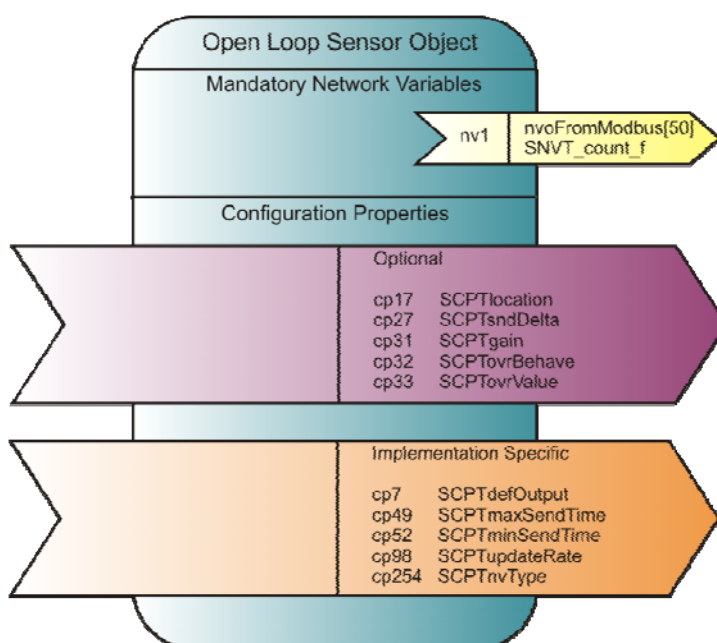 Open Loop Sensor Object
Mandatory Network Variables
nv1 nvoFromModbus[50]
SNVT_count_f
Configuration Properties
Optional
cp17 SCPTlocation
cp27 SCPTsndDelta
cp31 SCPTgain
cp32 SCPTovrBehave
cp33 SCPTovrValue
Implementation Specific
cp7 SCPTdefOutput
cp49 SCPTmaxSendTime
cp52 SCPTminSendTime
cp98 SCPTupdateRate
cp254 SCPTnvType